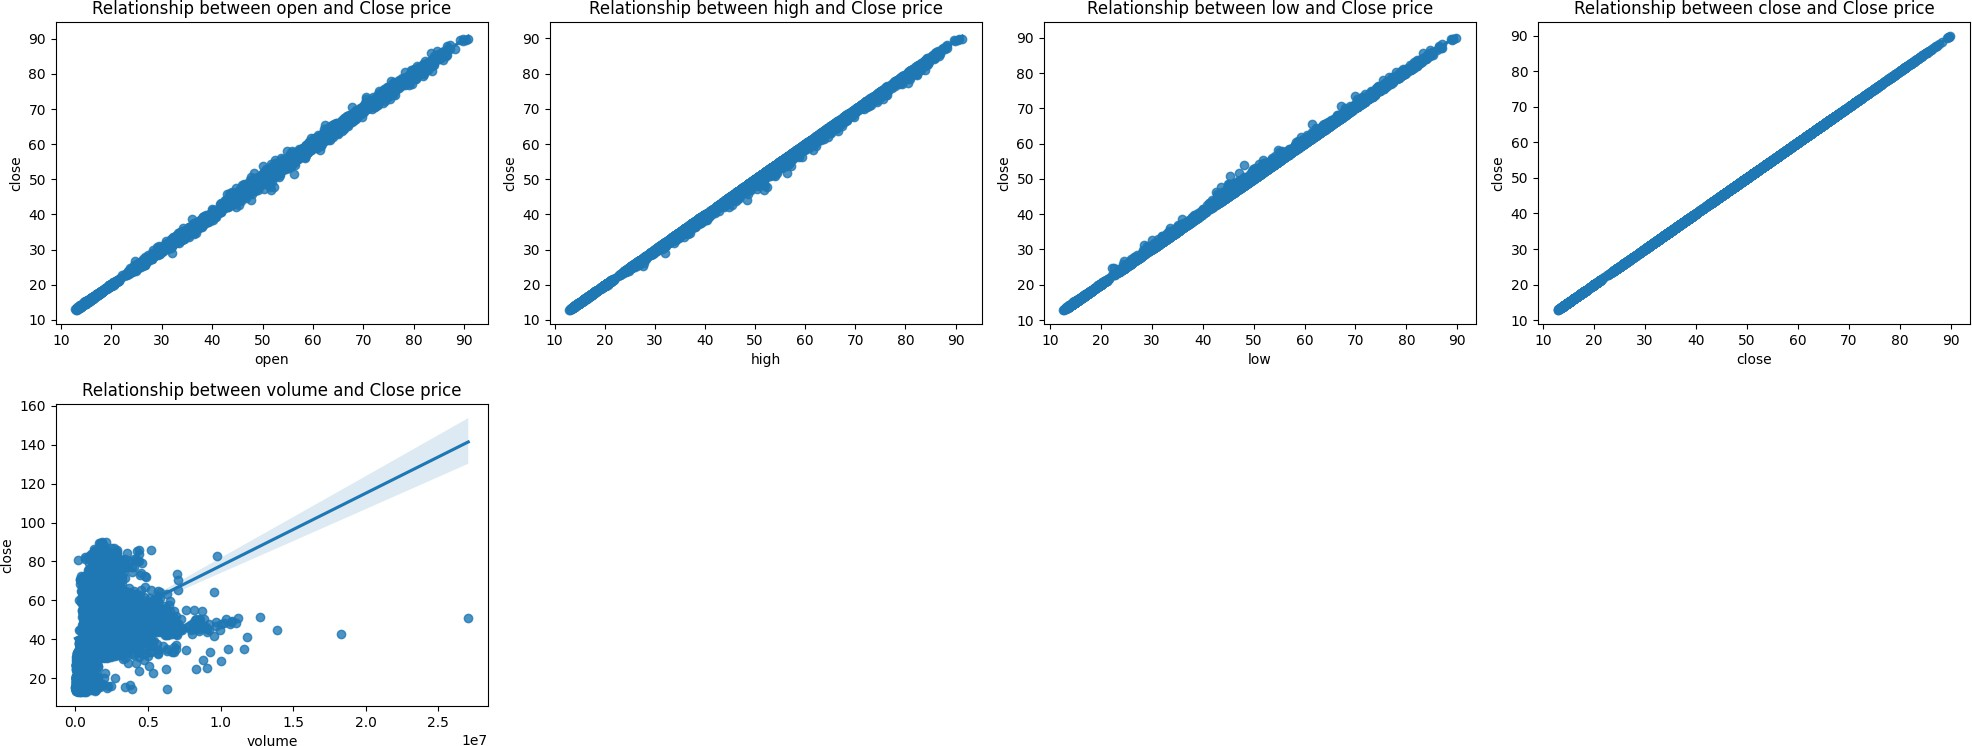 Relationship between open and Close price
90
80
70
60
50
40
30
20
10
close
10 20 30 40 50 60 70 80 90
open
Relationship between high and Close price
90
80
70
60
50
40
30
20
10
close
10 20 30 40 50 60 70 80 90
high
Relationship between low and Close price
90
80
70
60
50
40
30
20
10
close
10 20 30 40 50 60 70 80 90
low
Relationship between close and Close price
90
80
70
60
50
40
30
20
10
close
10 20 30 40 50 60 70 80 90
close
Relationship between volume and Close price
160
140
120
100
80
60
40
20
close
0.0 0.5 1.0 1.5 2.0 2.5
1e7
volume